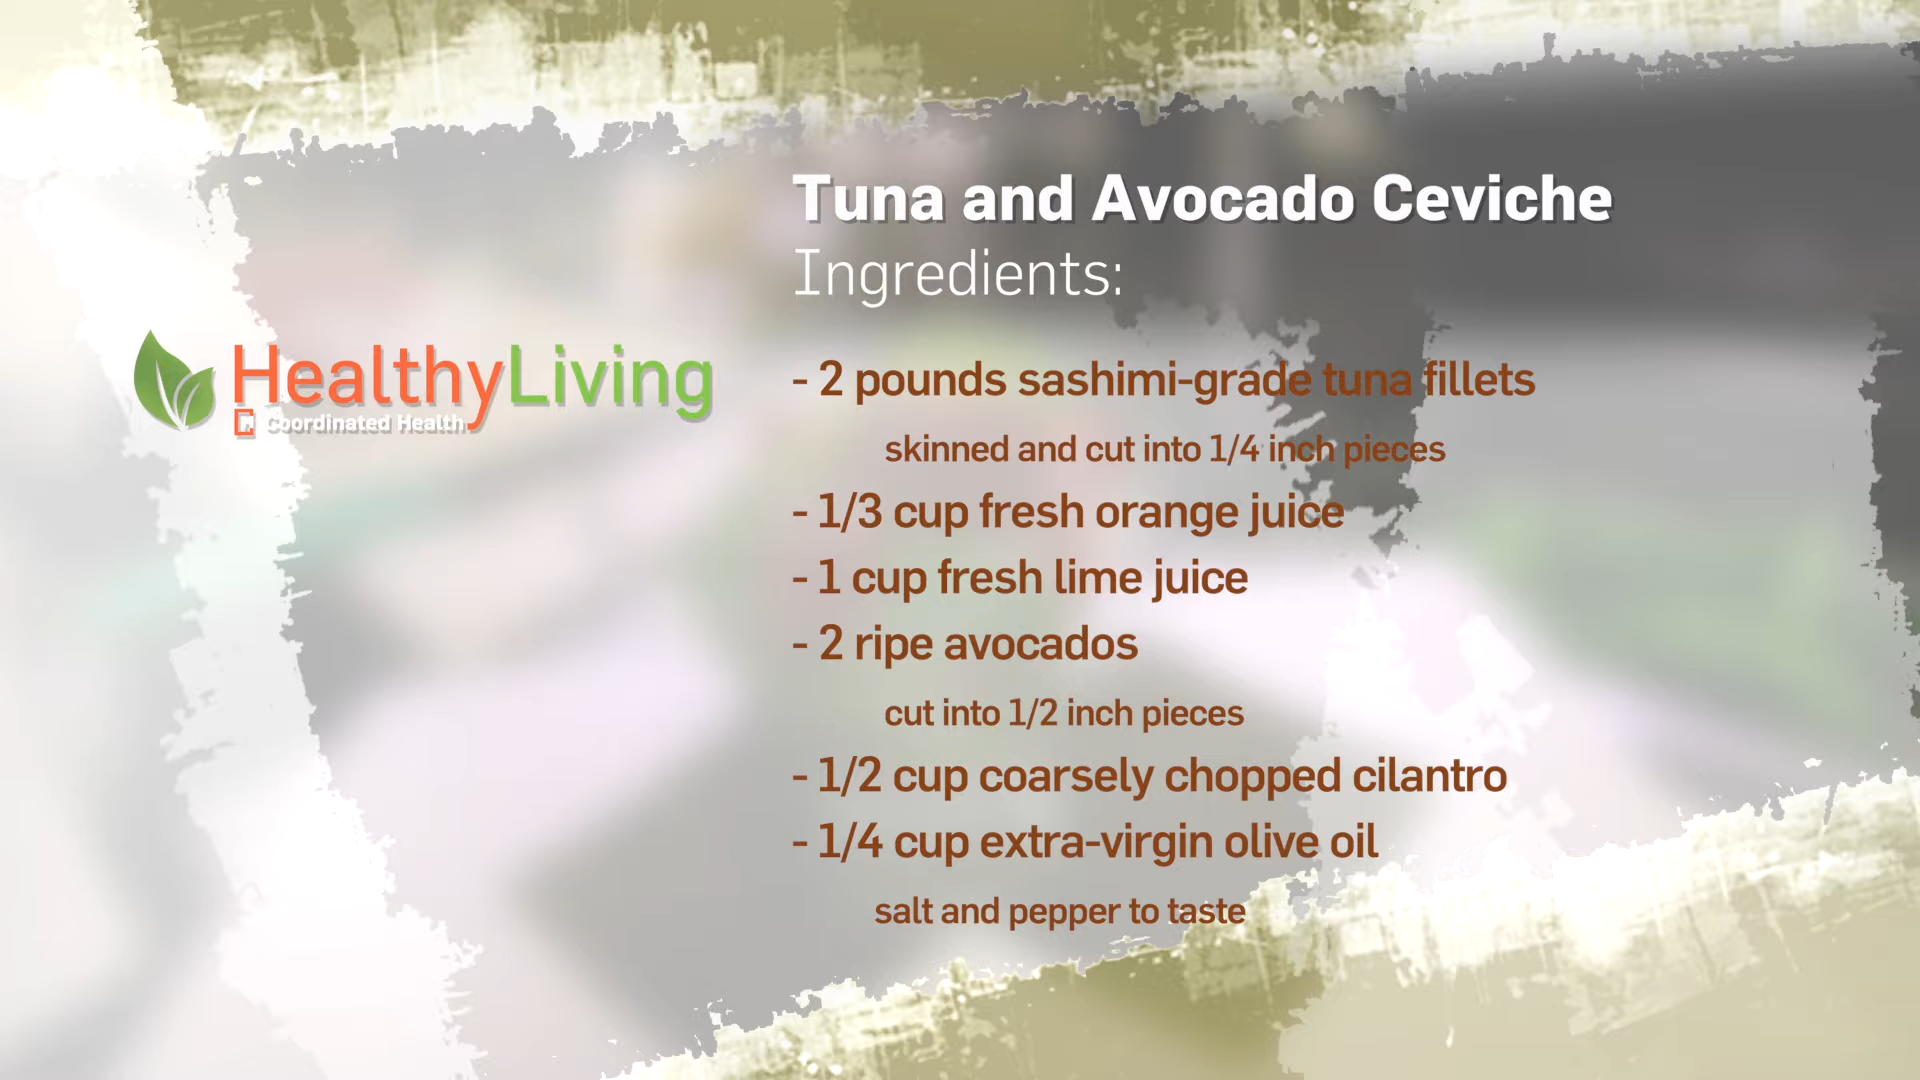 Tuna and Avocado Ceviche
Ingredients:
HealthyLiving
Coordinated Health
- 2 pounds sashimi-grade tuna fillets
skinned and cut into 1/4 inch pieces
- 1/3 cup fresh orange juice
- 1 cup fresh lime juice
- 2 ripe avocados
cut into 1/2 inch pieces
- 1/2 cup coarsely chopped cilantro
- 1/4 cup extra-virgin olive oil
salt and pepper to taste